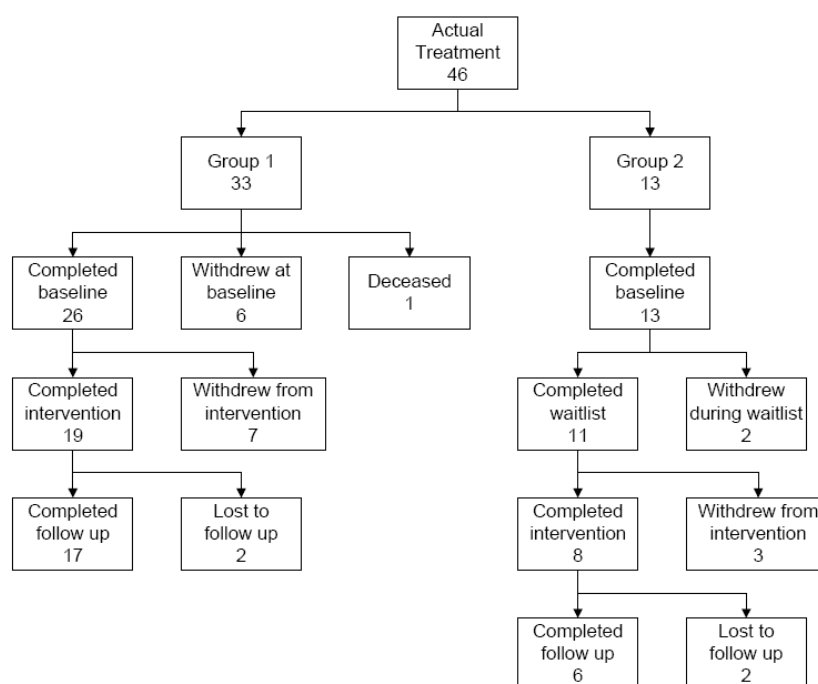 Actual
Treatment
46
Group 1
33
Group 2
13
Completed
baseline
26
Withdrew at
baseline
6
Deceased
1
Completed
baseline
13
Completed
intervention
19
Withdrew from
intervention
7
Completed
waitlist
11
Withdrew
during waitlist
2
Completed
follow up
17
Lost to
follow up
2
Completed
intervention
8
Withdrew from
intervention
3
Completed
follow up
6
Lost to
follow up
2